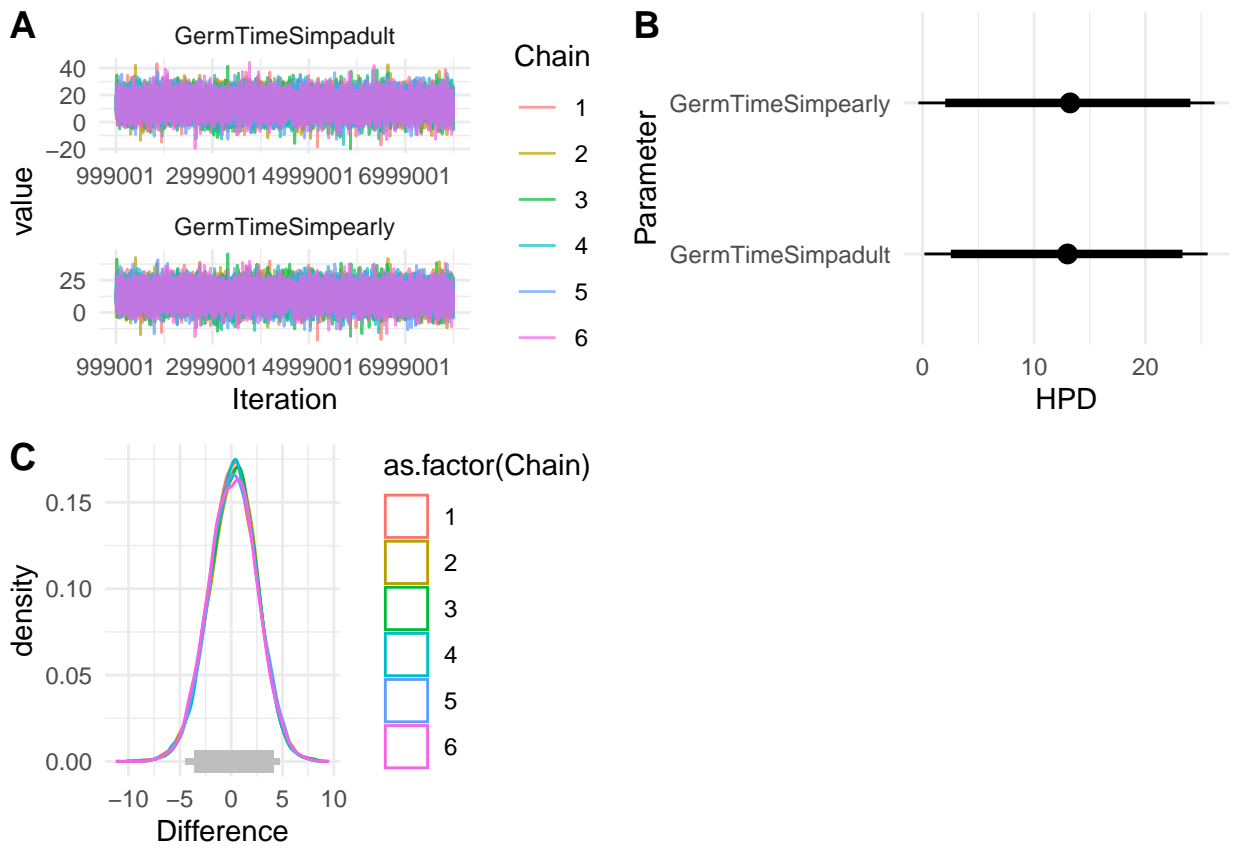 A
GermTimeSimpadult
40
20
0
−20
999001 2999001 4999001 6999001
GermTimeSimpearly
25
0
999001 2999001 4999001 6999001
Iteration
value
Chain
1
2
3
4
5
6
B
GermTimeSimpearly
GermTimeSimpadult
Parameter
0 10 20
HPD
C
0.15
0.10
0.05
0.00
density
−10 −5 0 5 10
Difference
as.factor(Chain)
1
2
3
4
5
6